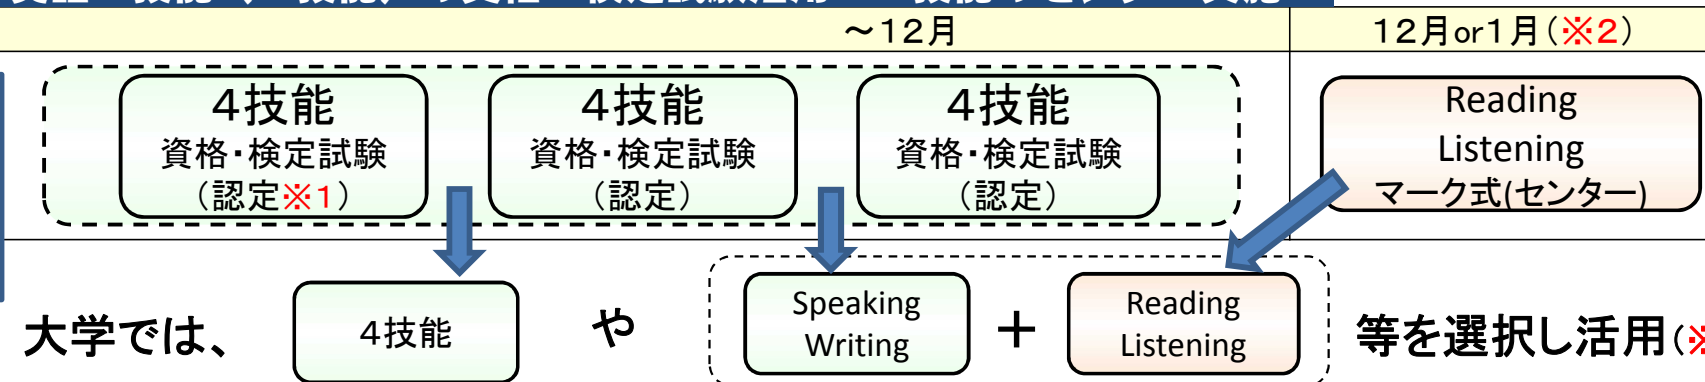 ~12月
12月or1月(※2)
4技能
資格・検定試験
(認定※1)
4技能
資格・検定試験
(認定)
4技能
資格・検定試験
(認定)
Reading
Listening
マーク式(センター)
大学では、
4技能
や
Speaking
Writing
+
Reading
Listening
等を選択し活用(※